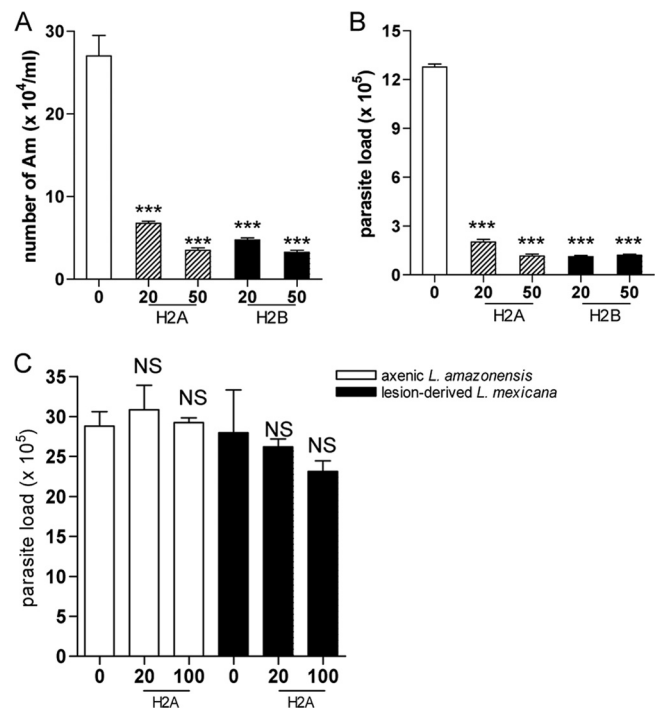 A
number of Am (x 10⁴/ml)
40
30
20
10
0
***
***
***
***
0 20 50 20 50
H2A H2B
B
parasite load (x 10⁵)
15
12
9
6
3
0
***
***
***
***
0 20 50 20 50
H2A H2B
C
axenic L. amazonensis
lesion-derived L. mexicana
parasite load (x 10⁵)
35
30
25
20
15
10
5
0
NS
NS
NS
NS
0 20 100 0 20 100
H2A H2A